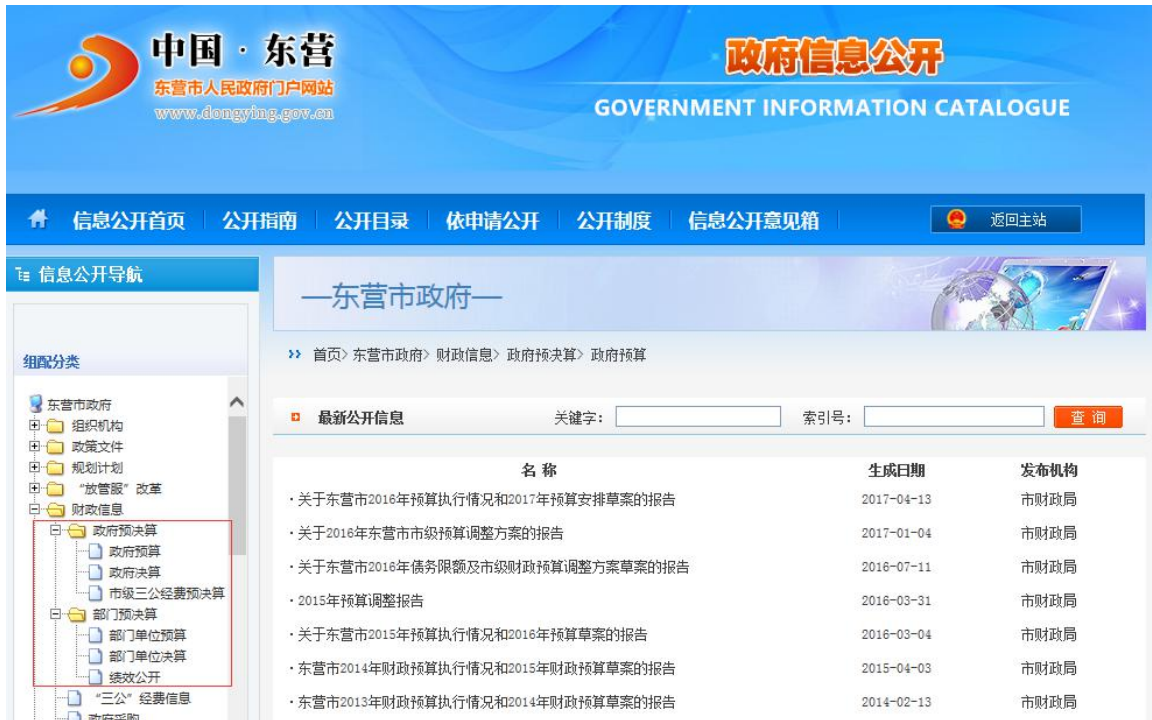 中国·东营
东营市人民政府门户网站
www.dongying.gov.cn
政府信息公开
GOVERNMENT INFORMATION CATALOGUE
信息公开首页 公开指南 公开目录 依申请公开 公开制度 信息公开意见箱 返回主站
信息公开导航
组配分类
东营市政府
组织机构
政策文件
规划计划
“放管服”改革
财政信息
政府预决算
政府预算
政府决算
市级三公经费预决算
部门预决算
部门单位预算
部门单位决算
绩效公开
“三公”经费信息
政府采购
—东营市政府—
首页> 东营市政府> 财政信息> 政府预决算> 政府预算
最新公开信息 关健字： 索引号： 查 询
名 称 生成日期 发布机构
·关于东营市2016年预算执行情况和2017年预算安排草案的报告 2017-04-13 市财政局
·关于2016年东营市市级预算调整方案的报告 2017-01-04 市财政局
·关于东营市2016年债务限额及市级财政预算调整方案草案的报告 2016-07-11 市财政局
·2015年预算调整报告 2016-03-31 市财政局
·关于东营市2015年预算执行情况和2016年预算草案的报告 2016-03-04 市财政局
·东营市2014年财政预算执行情况和2015年财政预算草案的报告 2015-04-03 市财政局
·东营市2013年财政预算执行情况和2014年财政预算草案的报告 2014-02-13 市财政局